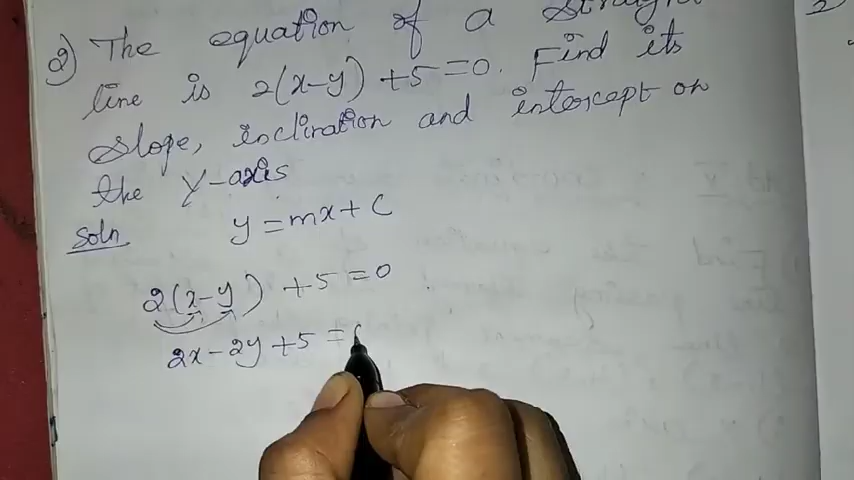 2) The equation of a straight
line is 2(x-y) +5=0. Find its
slope, inclination and intercept on
the Y-axis
Soln y = mx + c
2(x-y) +5=0
2x - 2y +5 =